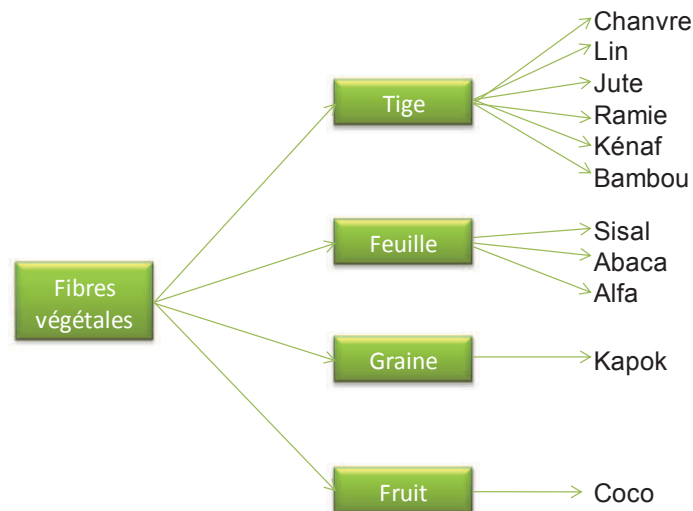 Fibres
végétales
Tige
Chanvre
Lin
Jute
Ramie
Kénaf
Bambou
Feuille
Sisal
Abaca
Alfa
Graine
Kapok
Fruit
Coco